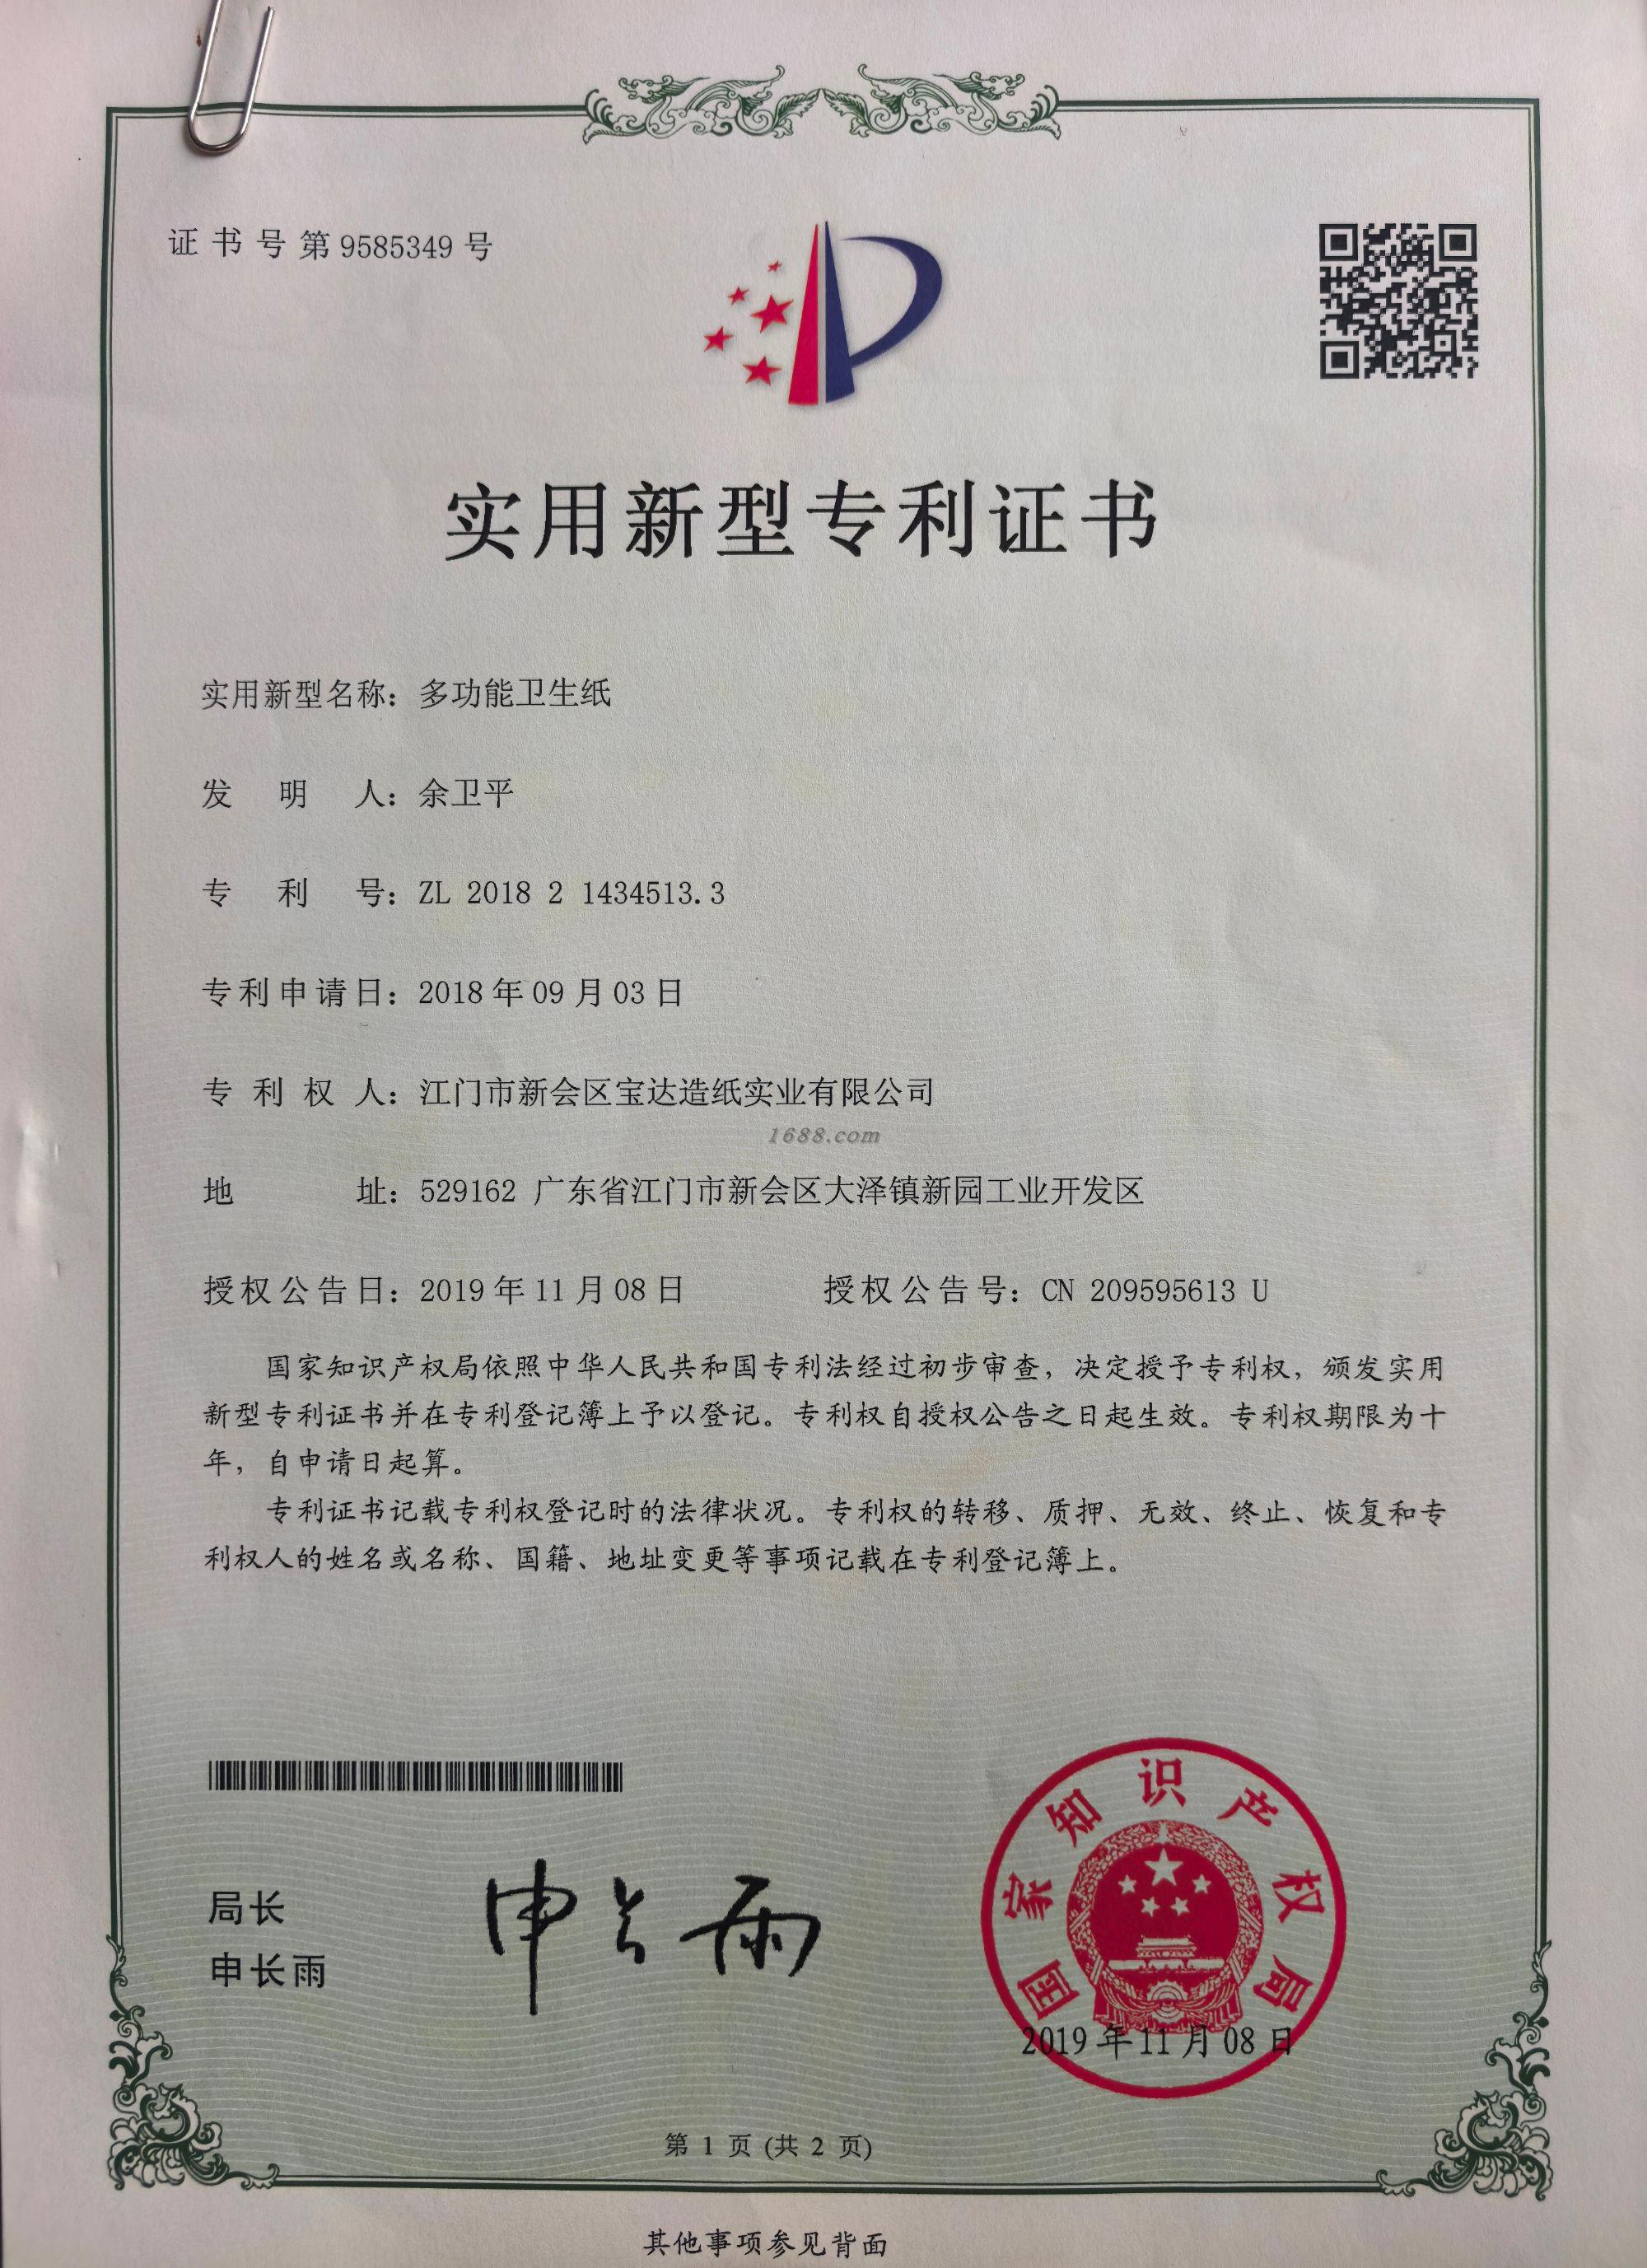 证书号第9585349号
实用新型专利证书
实用新型名称：多功能卫生纸
发明人：余卫平
专利号：ZL 2018 2 1434513.3
专利申请日：2018年09月03日
专利权人：江门市新会区宝达造纸实业有限公司
1688.com
地址：529162 广东省江门市新会区大泽镇新园工业开发区
授权公告日：2019年11月08日 授权公告号：CN 209595613 U
国家知识产权局依照中华人民共和国专利法经过初步审查，决定授予专利权，颁发实用
新型专利证书并在专利登记簿上予以登记。专利权自授权公告之日起生效。专利权期限为十
年，自申请日起算。
专利证书记载专利权登记时的法律状况。专利权的转移、质押、无效、终止、恢复和专
利权人的姓名或名称、国籍、地址变更等事项记载在专利登记簿上。
局长
申长雨
申长雨
国家知识产权局
2019年11月08日
第 1 页 (共 2 页)
其他事项参见背面